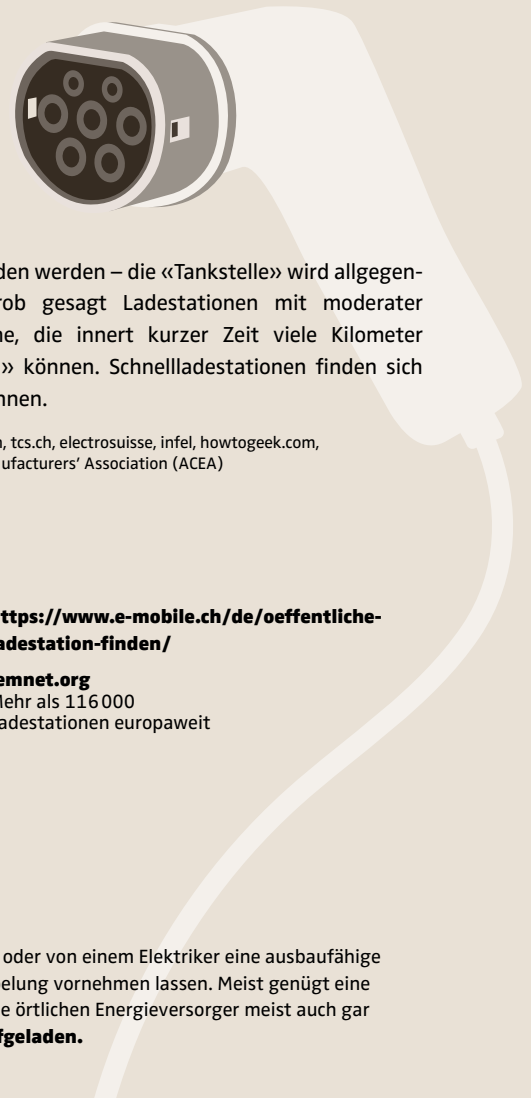 den werden – die «Tankstelle» wird allgegen-
rob gesagt Ladestationen mit moderater
ne, die innert kurzer Zeit viele Kilometer
» können. Schnellladestationen finden sich
nnen.
n, tcs.ch, electrosuisse, infel, howtogeek.com,
ufacturers’ Association (ACEA)
ttps://www.e-mobile.ch/de/oeffentliche-
adestation-finden/
emnet.org
Mehr als 116 000
adestationen europaweit
oder von einem Elektriker eine ausbaufähige
belung vornehmen lassen. Meist genügt eine
e örtlichen Energieversorger meist auch gar
fgeladen.